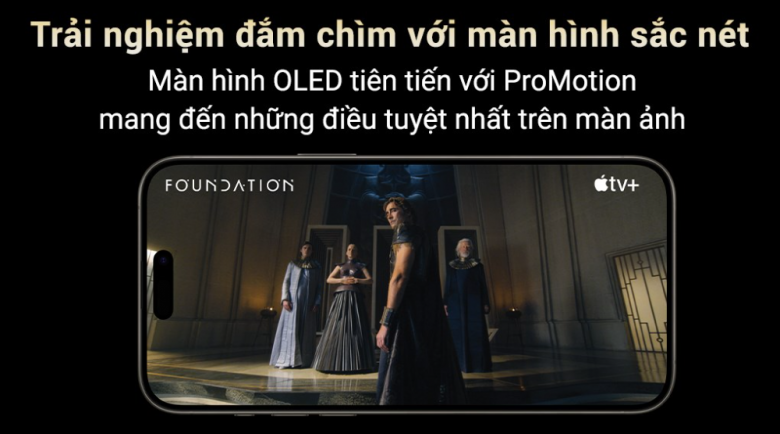 Trải nghiệm đắm chìm với màn hình sắc nét
Màn hình OLED tiên tiến với ProMotion
mang đến những điều tuyệt nhất trên màn ảnh
FOUNDATION
tv+